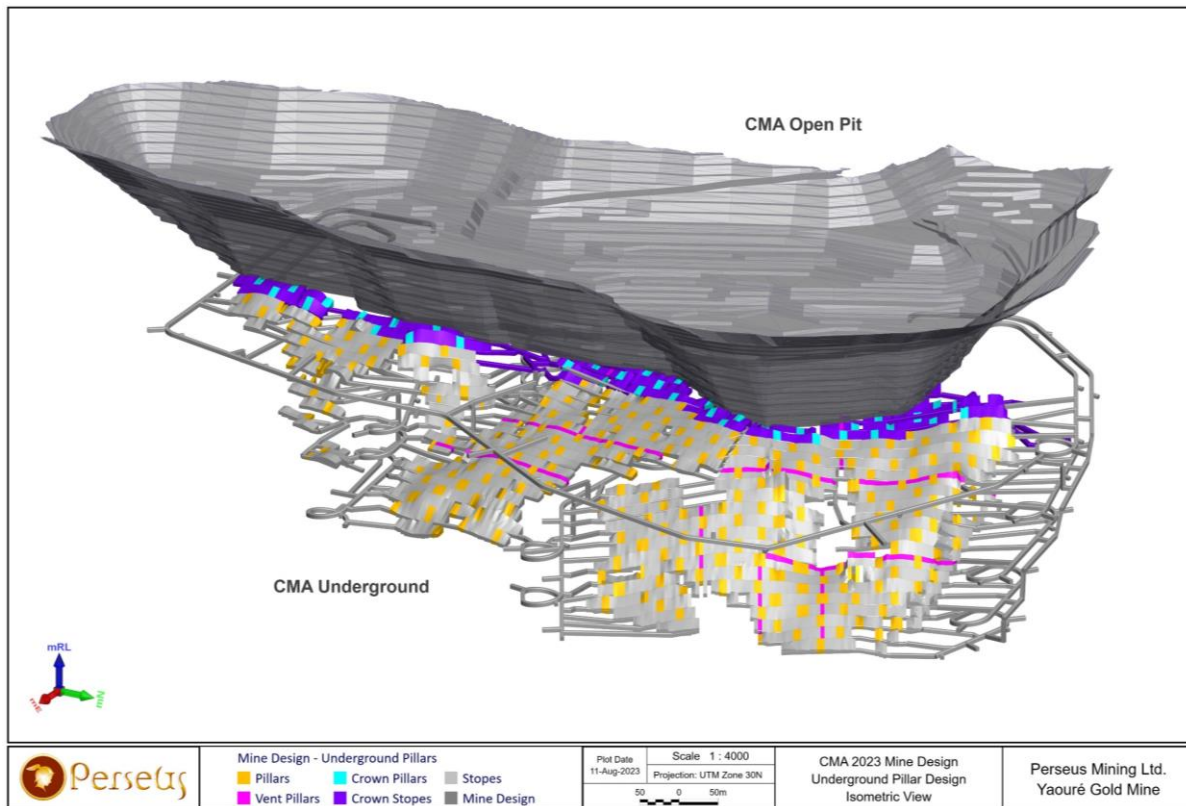 CMA Open Pit
CMA Underground
mRL
mE
mN
Perseus
Mine Design - Underground Pillars
Pillars
Crown Pillars
Stopes
Vent Pillars
Crown Stopes
Mine Design
Plot Date
11-Aug-2023
Scale 1 : 4000
Projection: UTM Zone 30N
50 0 50m
CMA 2023 Mine Design
Underground Pillar Design
Isometric View
Perseus Mining Ltd.
Yaouré Gold Mine